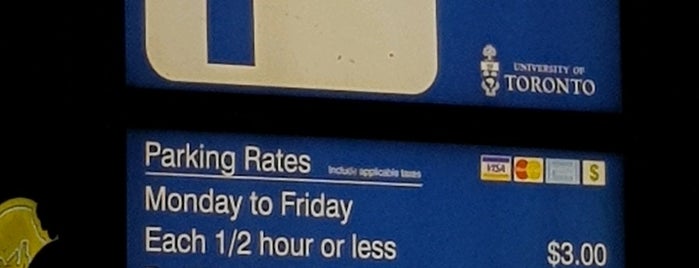 UNIVERSITY OF
TORONTO
Parking Rates Include applicable taxes
VISA $
Monday to Friday
Each 1/2 hour or less $3.00